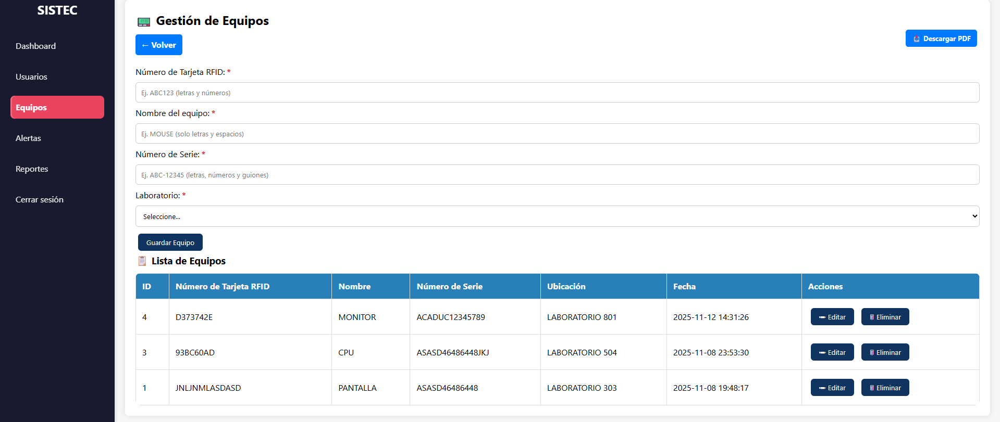 SISTEC
Dashboard
Usuarios
Equipos
Alertas
Reportes
Cerrar sesión
Gestión de Equipos
← Volver
Descargar PDF
Número de Tarjeta RFID: *
Ej. ABC123 (letras y números)
Nombre del equipo: *
Ej. MOUSE (solo letras y espacios)
Número de Serie: *
Ej. ABC-12345 (letras, números y guiones)
Laboratorio: *
Seleccione...
Guardar Equipo
Lista de Equipos
ID Número de Tarjeta RFID Nombre Número de Serie Ubicación Fecha Acciones
4 D373742E MONITOR ACADUC12345789 LABORATORIO 801 2025-11-12 14:31:26 Editar Eliminar
3 93BC60AD CPU ASASD46486448JKJ LABORATORIO 504 2025-11-08 23:53:30 Editar Eliminar
1 JNLJNMLASDASD PANTALLA ASASD46486448 LABORATORIO 303 2025-11-08 19:48:17 Editar Eliminar